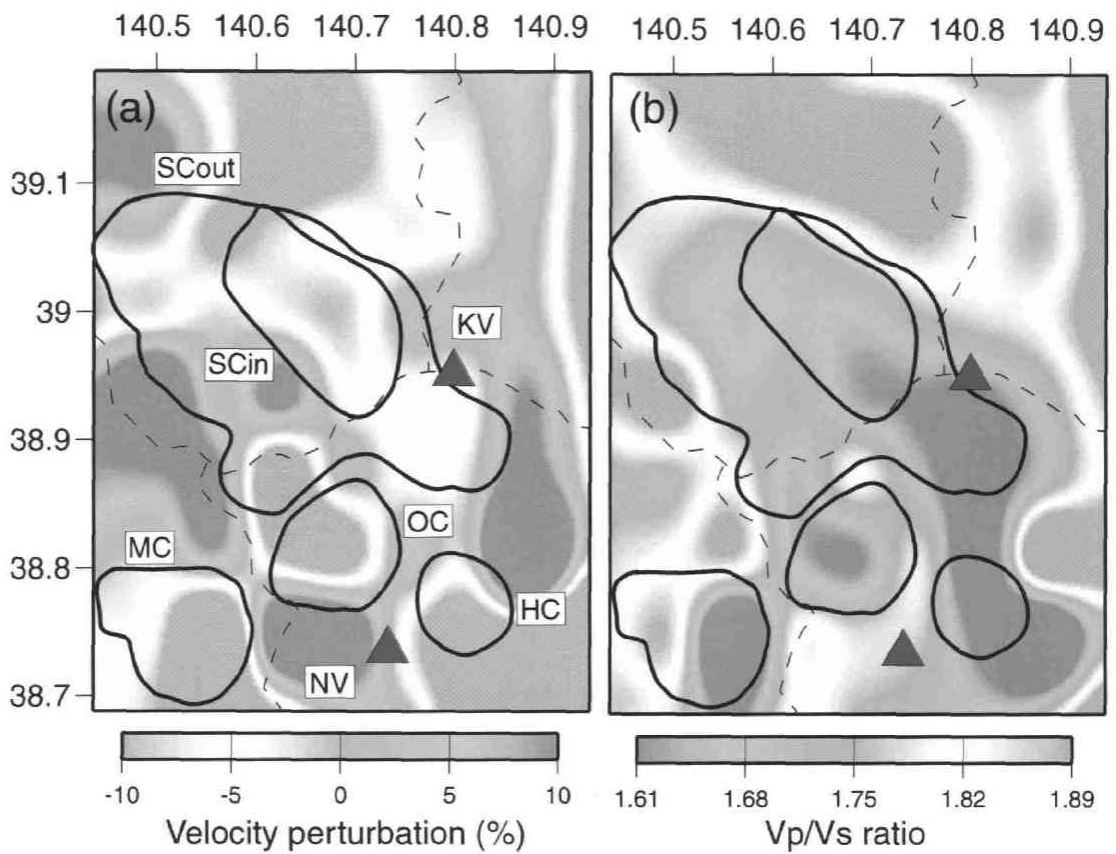 140.5 140.6 140.7 140.8 140.9 140.5 140.6 140.7 140.8 140.9
(a) (b)
SCout
39.1
39
KV
SCin
38.9
OC
MC
38.8
HC
NV
38.7
-10 -5 0 5 10 1.61 1.68 1.75 1.82 1.89
Velocity perturbation (%) Vp/Vs ratio